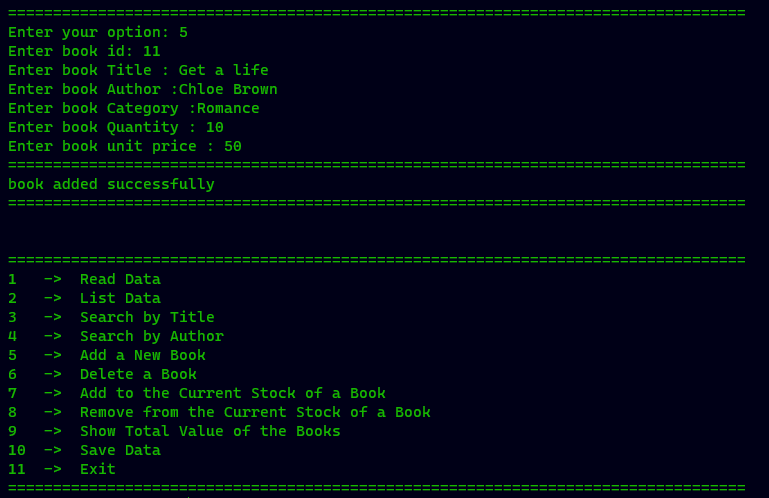 ==================================================================================
Enter your option: 5
Enter book id: 11
Enter book Title : Get a life
Enter book Author :Chloe Brown
Enter book Category :Romance
Enter book Quantity : 10
Enter book unit price : 50
==================================================================================
book added successfully
==================================================================================
==================================================================================
1   ->  Read Data
2   ->  List Data
3   ->  Search by Title
4   ->  Search by Author
5   ->  Add a New Book
6   ->  Delete a Book
7   ->  Add to the Current Stock of a Book
8   ->  Remove from the Current Stock of a Book
9   ->  Show Total Value of the Books
10  ->  Save Data
11  ->  Exit
==================================================================================